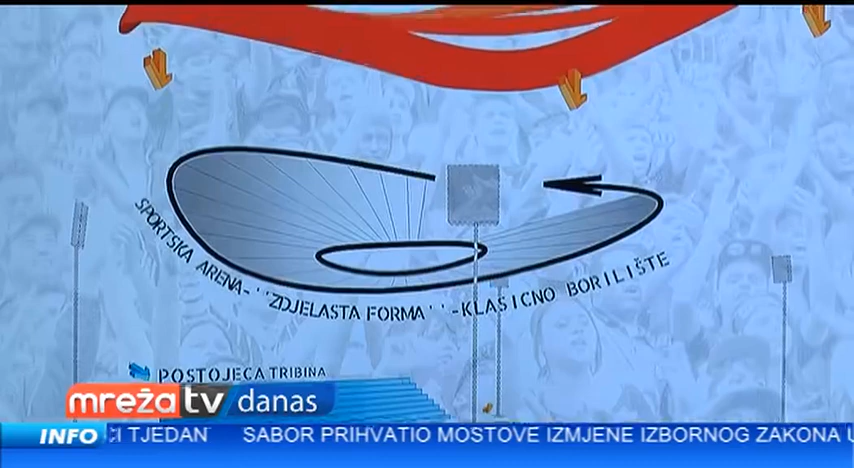 SPORTSKA ARENA-''ZDJELASTA FORMA''-KLASICNO BORILIŠTE
POSTOJECA TRIBINA
mreža tv danas
INFO TJEDAN SABOR PRIHVATIO MOSTOVE IZMJENE IZBORNOG ZAKONA U